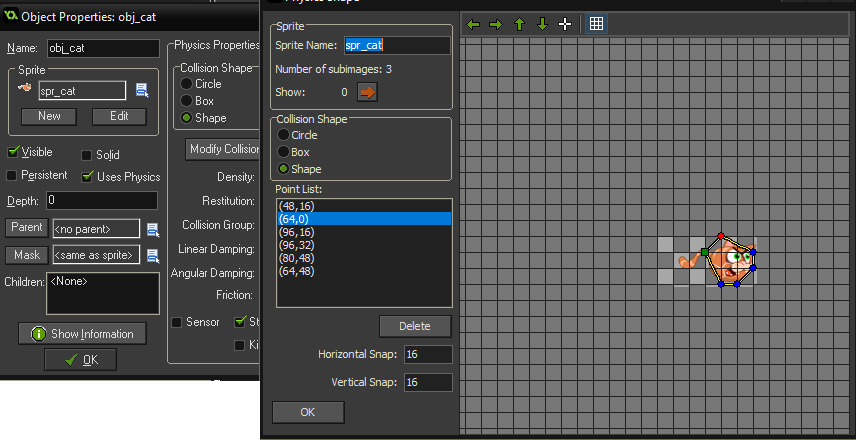 Object Properties: obj_cat
Name: obj_cat
Sprite
spr_cat
New Edit
Visible Solid
Persistent Uses Physics
Depth: 0
Parent <no parent>
Mask <same as sprite>
Children: <None>
Show Information
OK
Physics Properties
Collision Shape
Circle
Box
Shape
Modify Collision
Density:
Restitution:
Collision Group:
Linear Damping:
Angular Damping:
Friction:
Sensor St
Ki
Physics Shape
Sprite
Sprite Name: spr_cat
Number of subimages: 3
Show: 0
Collision Shape
Circle
Box
Shape
Point List:
(48,16)
(64,0)
(96,16)
(96,32)
(80,48)
(64,48)
Delete
Horizontal Snap: 16
Vertical Snap: 16
OK